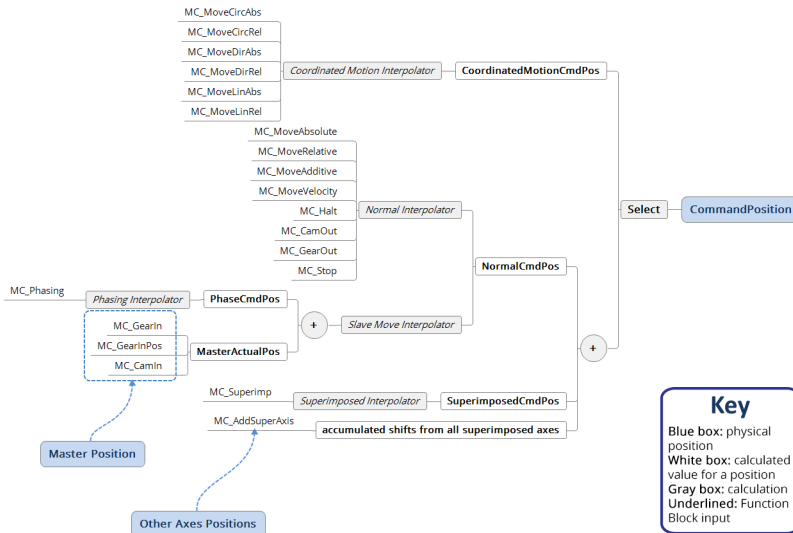 MC_MoveCircAbs
MC_MoveCircRel
MC_MoveDirAbs
MC_MoveDirRel
MC_MoveLinAbs
MC_MoveLinRel
Coordinated Motion Interpolator
CoordinatedMotionCmdPos
MC_MoveAbsolute
MC_MoveRelative
MC_MoveAdditive
MC_MoveVelocity
MC_Halt
MC_CamOut
MC_GearOut
MC_Stop
Normal Interpolator
Select
CommandPosition
NormalCmdPos
MC_Phasing
Phasing Interpolator
PhaseCmdPos
+
Slave Move Interpolator
MC_GearIn
MC_GearInPos
MC_CamIn
MasterActualPos
+
MC_Superimp
Superimposed Interpolator
SuperimposedCmdPos
MC_AddSuperAxis
accumulated shifts from all superimposed axes
Master Position
Other Axes Positions
Key
Blue box: physical
position
White box: calculated
value for a position
Gray box: calculation
Underlined: Function
Block input